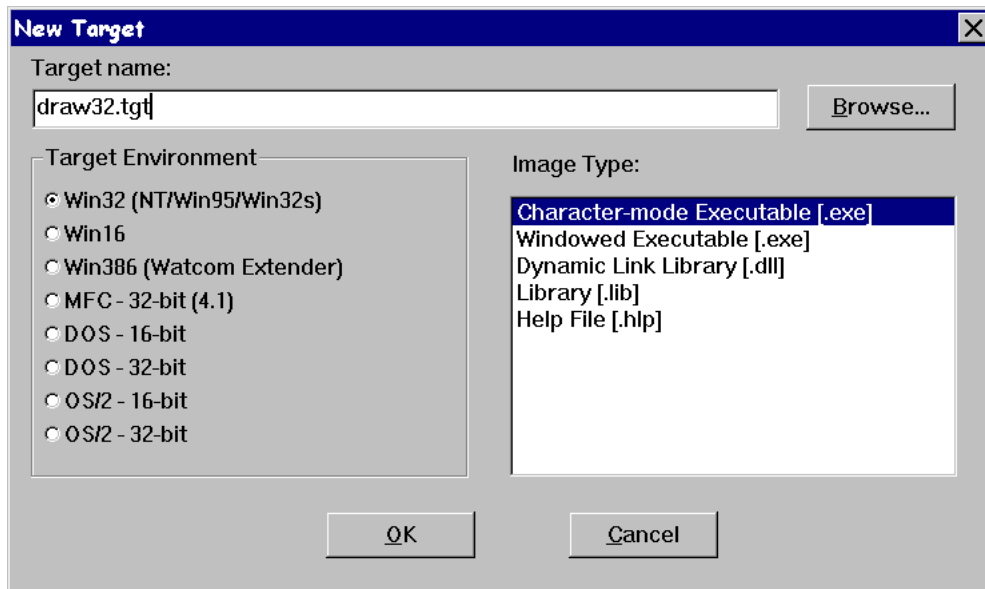 New Target
Target name:
draw32.tgt
Browse...
Target Environment
Win32 (NT/Win95/Win32s)
Win16
Win386 (Watcom Extender)
MFC - 32-bit (4.1)
DOS - 16-bit
DOS - 32-bit
OS/2 - 16-bit
OS/2 - 32-bit
Image Type:
Character-mode Executable [.exe]
Windowed Executable [.exe]
Dynamic Link Library [.dll]
Library [.lib]
Help File [.hlp]
OK
Cancel